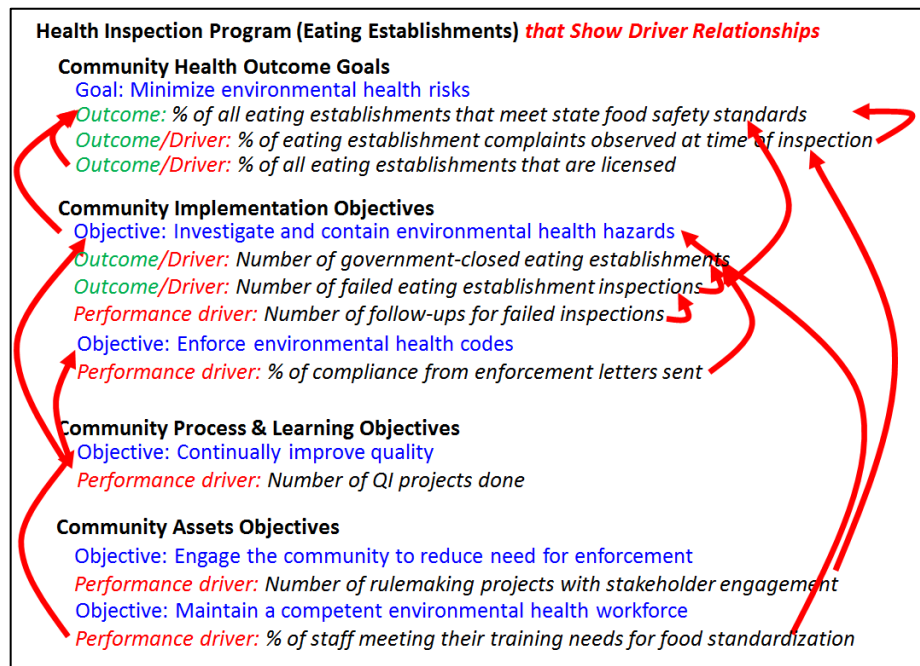 Health Inspection Program (Eating Establishments) that Show Driver Relationships
Community Health Outcome Goals
Goal: Minimize environmental health risks
Outcome: % of all eating establishments that meet state food safety standards
Outcome/Driver: % of eating establishment complaints observed at time of inspection
Outcome/Driver: % of all eating establishments that are licensed
Community Implementation Objectives
Objective: Investigate and contain environmental health hazards
Outcome/Driver: Number of government-closed eating establishments
Outcome/Driver: Number of failed eating establishment inspections
Performance driver: Number of follow-ups for failed inspections
Objective: Enforce environmental health codes
Performance driver: % of compliance from enforcement letters sent
Community Process & Learning Objectives
Objective: Continually improve quality
Performance driver: Number of QI projects done
Community Assets Objectives
Objective: Engage the community to reduce need for enforcement
Performance driver: Number of rulemaking projects with stakeholder engagement
Objective: Maintain a competent environmental health workforce
Performance driver: % of staff meeting their training needs for food standardization